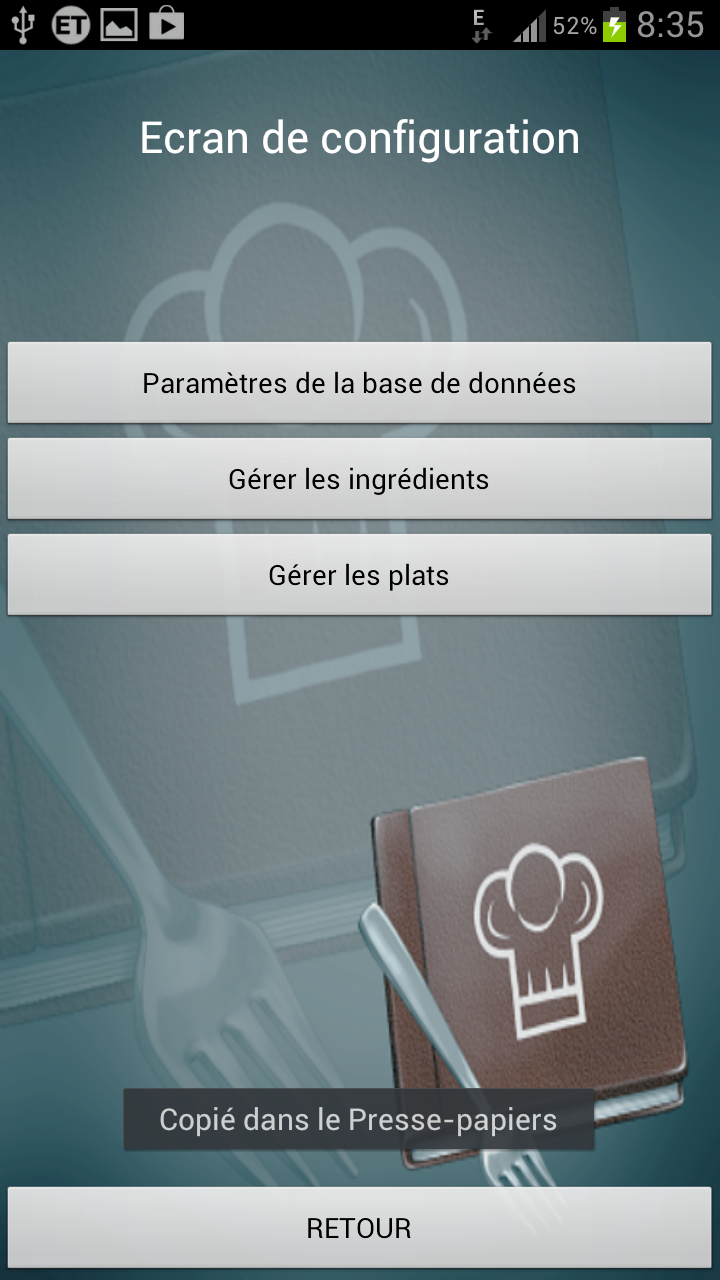 ET
E
52%
8:35
Ecran de configuration
Paramètres de la base de données
Gérer les ingrédients
Gérer les plats
Copié dans le Presse-papiers
RETOUR